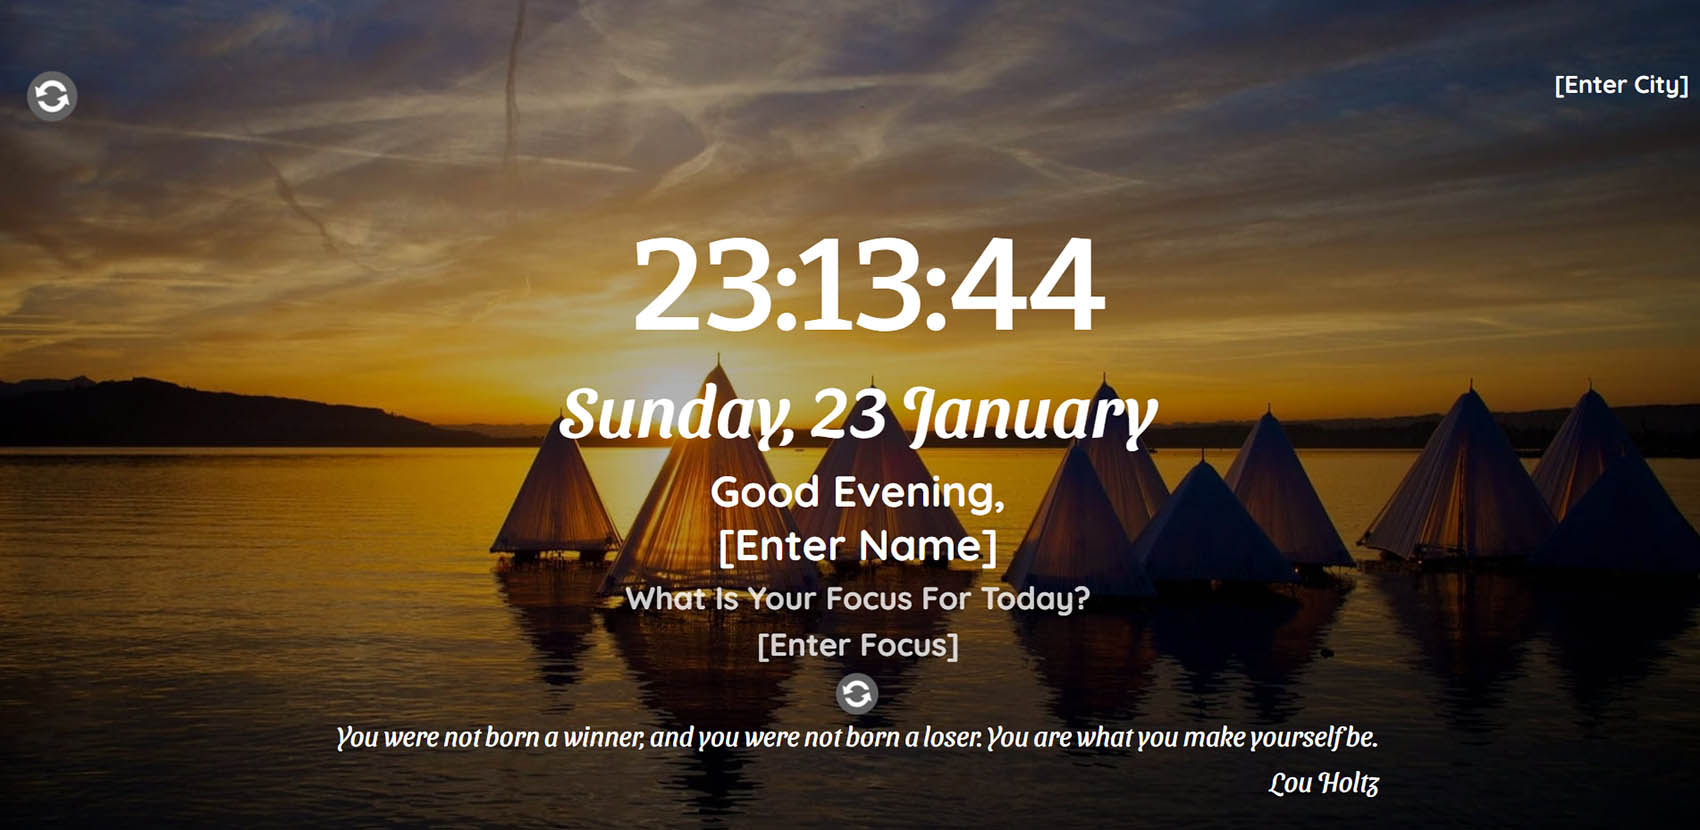 [Enter City]
23:13:44
Sunday, 23 January
Good Evening,
[Enter Name]
What Is Your Focus For Today?
[Enter Focus]
You were not born a winner, and you were not born a loser. You are what you make yourself be.
Lou Holtz